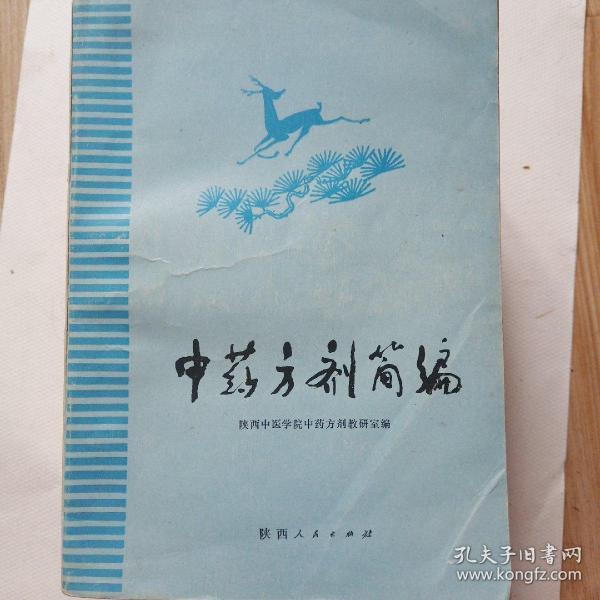 中药方剂简编
陕西中医学院中药方剂教研室编
陕西人民出版社
孔夫子旧书网
www.kongfz.com